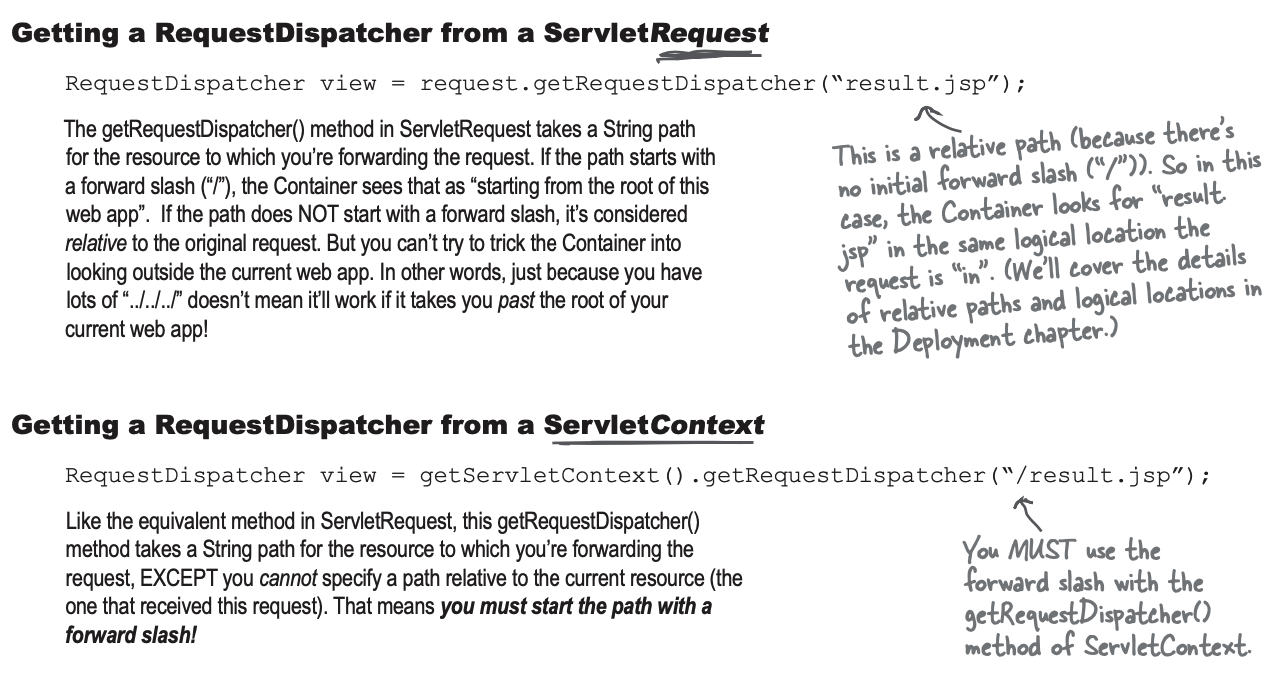 Getting a RequestDispatcher from a ServletRequest
RequestDispatcher view = request.getRequestDispatcher(“result.jsp”);
The getRequestDispatcher() method in ServletRequest takes a String path
for the resource to which you’re forwarding the request. If the path starts with
a forward slash (“/”), the Container sees that as “starting from the root of this
web app”.  If the path does NOT start with a forward slash, it’s considered
relative to the original request. But you can’t try to trick the Container into
looking outside the current web app. In other words, just because you have
lots of “../../../” doesn’t mean it’ll work if it takes you past the root of your
current web app!
This is a relative path (because there’s
no initial forward slash (“/”)). So in this
case, the Container looks for “result.
jsp” in the same logical location the
request is “in”. (We’ll cover the details
of relative paths and logical locations in
the Deployment chapter.)
Getting a RequestDispatcher from a ServletContext
RequestDispatcher view = getServletContext().getRequestDispatcher(“/result.jsp”);
Like the equivalent method in ServletRequest, this getRequestDispatcher()
method takes a String path for the resource to which you’re forwarding the
request, EXCEPT you cannot specify a path relative to the current resource (the
one that received this request). That means you must start the path with a
forward slash!
You MUST use the
forward slash with the
getRequestDispatcher()
method of ServletContext.